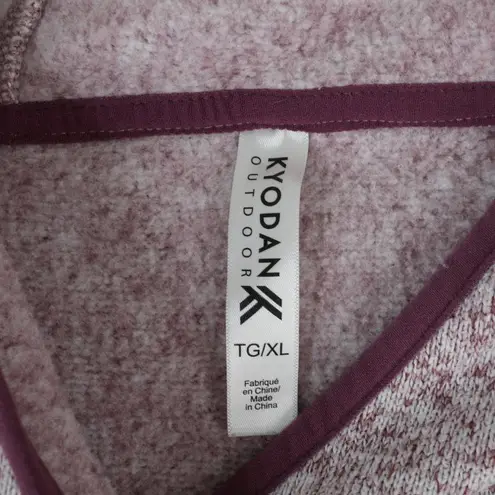 KYODAN
OUTDOOR
TG/XL
Fabriqué
en Chine/
Made
in China